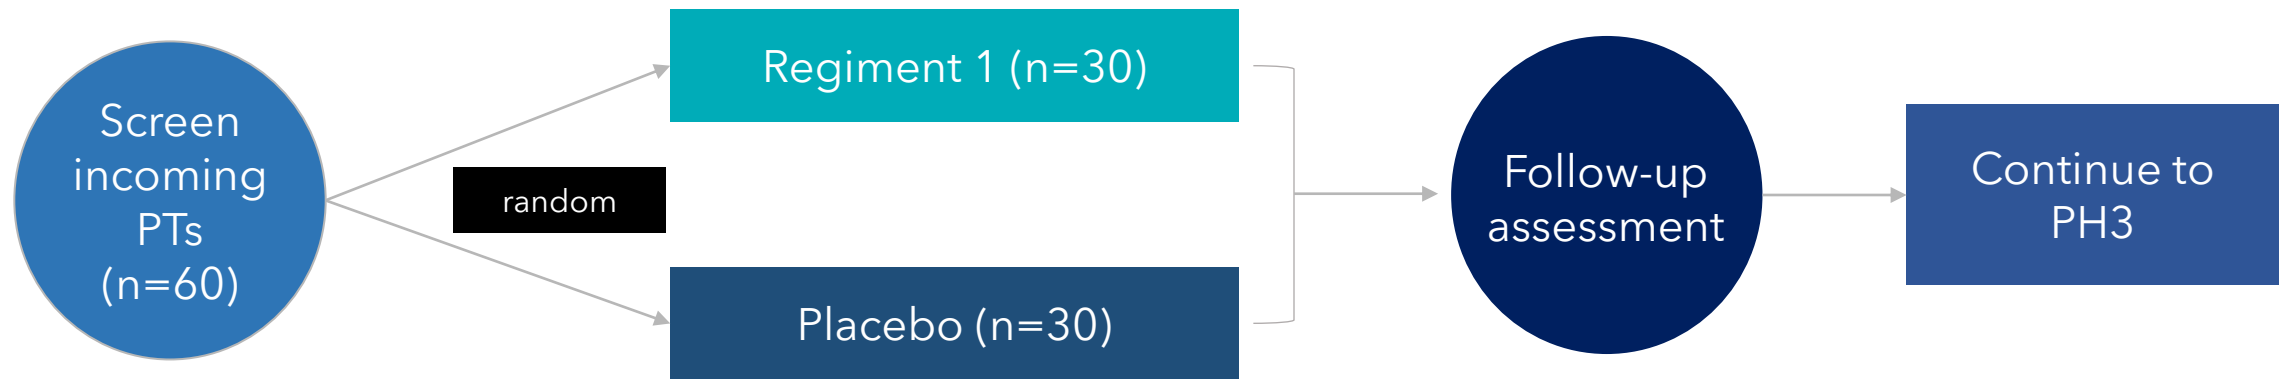 Screen
incoming
PTs
(n=60)
random
Regiment 1 (n=30)
Placebo (n=30)
Follow-up
assessment
Continue to
PH3